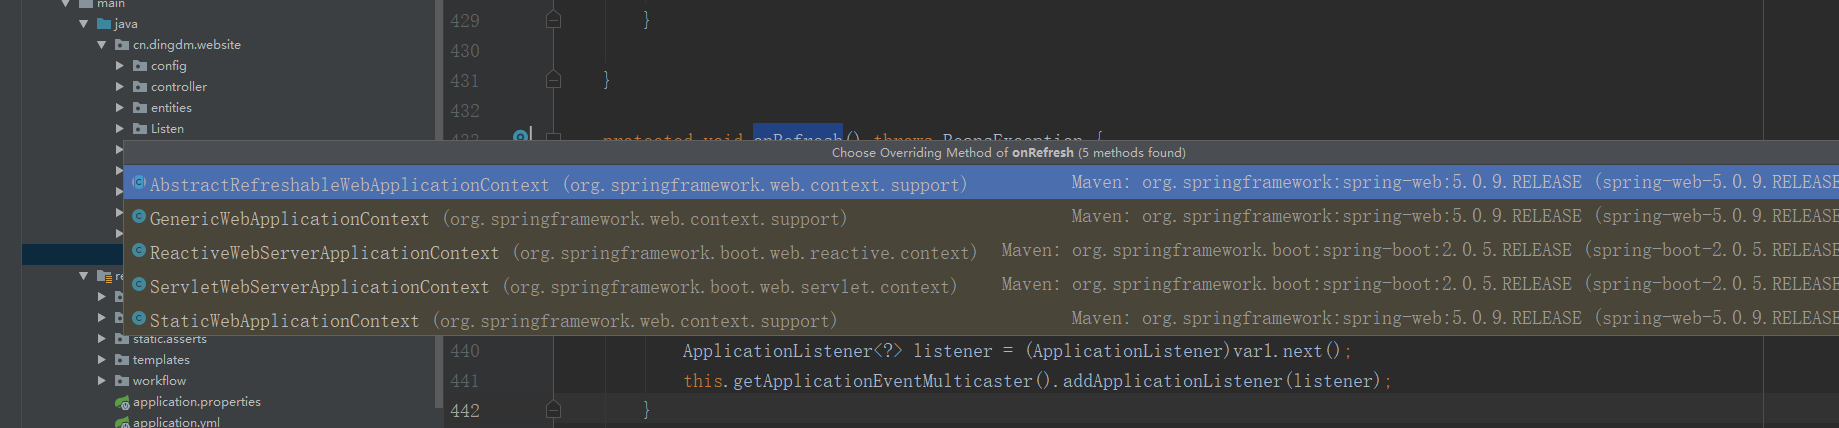 main
java
cn.dingdm.website
config
controller
entities
Listen
re
static.asserts
templates
workflow
application.properties
application.yml
429 }
430
431 }
432
433 protected void onRefresh() throws BeansException {
Choose Overriding Method of onRefresh (5 methods found)
AbstractRefreshableWebApplicationContext (org.springframework.web.context.support) Maven: org.springframework:spring-web:5.0.9.RELEASE (spring-web-5.0.9.RELEASE
GenericWebApplicationContext (org.springframework.web.context.support) Maven: org.springframework:spring-web:5.0.9.RELEASE (spring-web-5.0.9.RELEASE
ReactiveWebServerApplicationContext (org.springframework.boot.web.reactive.context) Maven: org.springframework.boot:spring-boot:2.0.5.RELEASE (spring-boot-2.0.5.RELEASE
ServletWebServerApplicationContext (org.springframework.boot.web.servlet.context) Maven: org.springframework.boot:spring-boot:2.0.5.RELEASE (spring-boot-2.0.5.RELEASE
StaticWebApplicationContext (org.springframework.web.context.support) Maven: org.springframework:spring-web:5.0.9.RELEASE (spring-web-5.0.9.RELEASE
440 ApplicationListener<?> listener = (ApplicationListener)var1.next();
441 this.getApplicationEventMulticaster().addApplicationListener(listener);
442 }